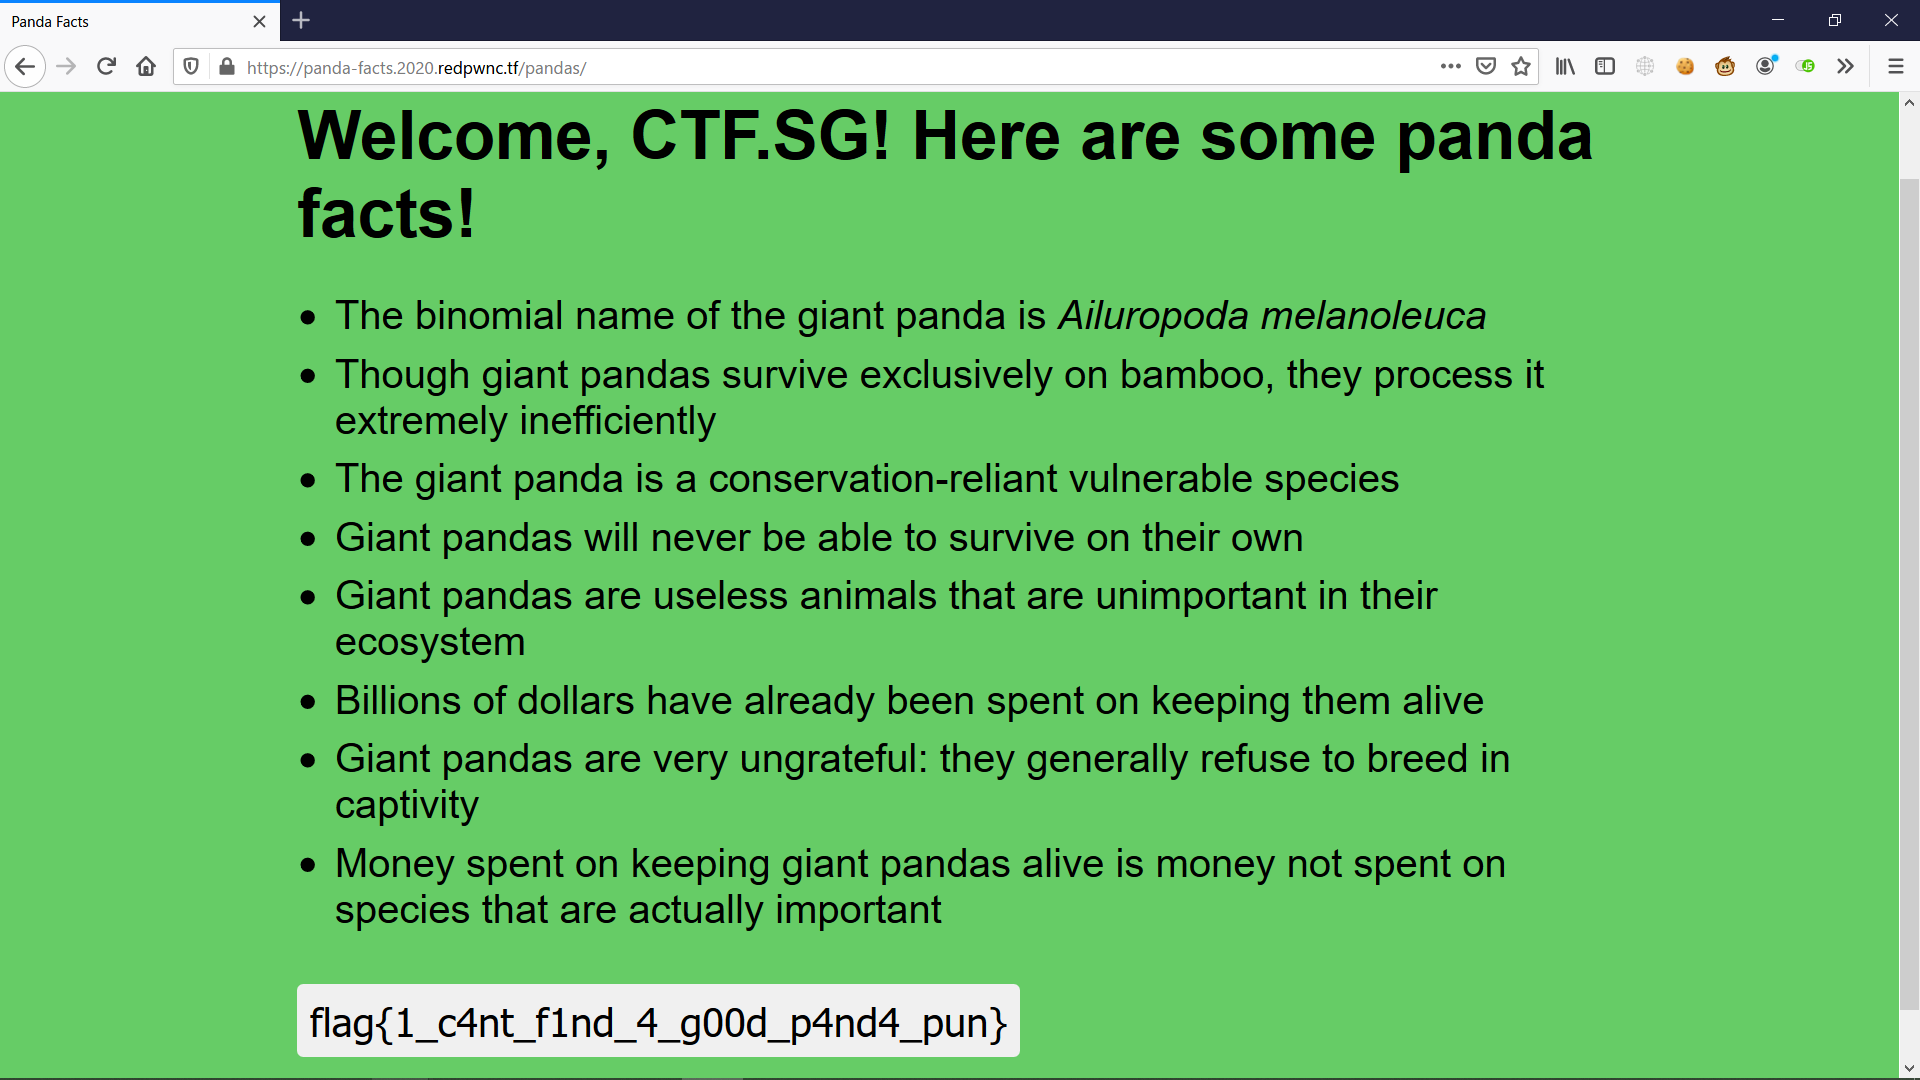 Panda Facts
https://panda-facts.2020.redpwnc.tf/pandas/
Welcome, CTF.SG! Here are some panda
facts!
• The binomial name of the giant panda is Ailuropoda melanoleuca
• Though giant pandas survive exclusively on bamboo, they process it
extremely inefficiently
• The giant panda is a conservation-reliant vulnerable species
• Giant pandas will never be able to survive on their own
• Giant pandas are useless animals that are unimportant in their
ecosystem
• Billions of dollars have already been spent on keeping them alive
• Giant pandas are very ungrateful: they generally refuse to breed in
captivity
• Money spent on keeping giant pandas alive is money not spent on
species that are actually important
flag{1_c4nt_f1nd_4_g00d_p4nd4_pun}